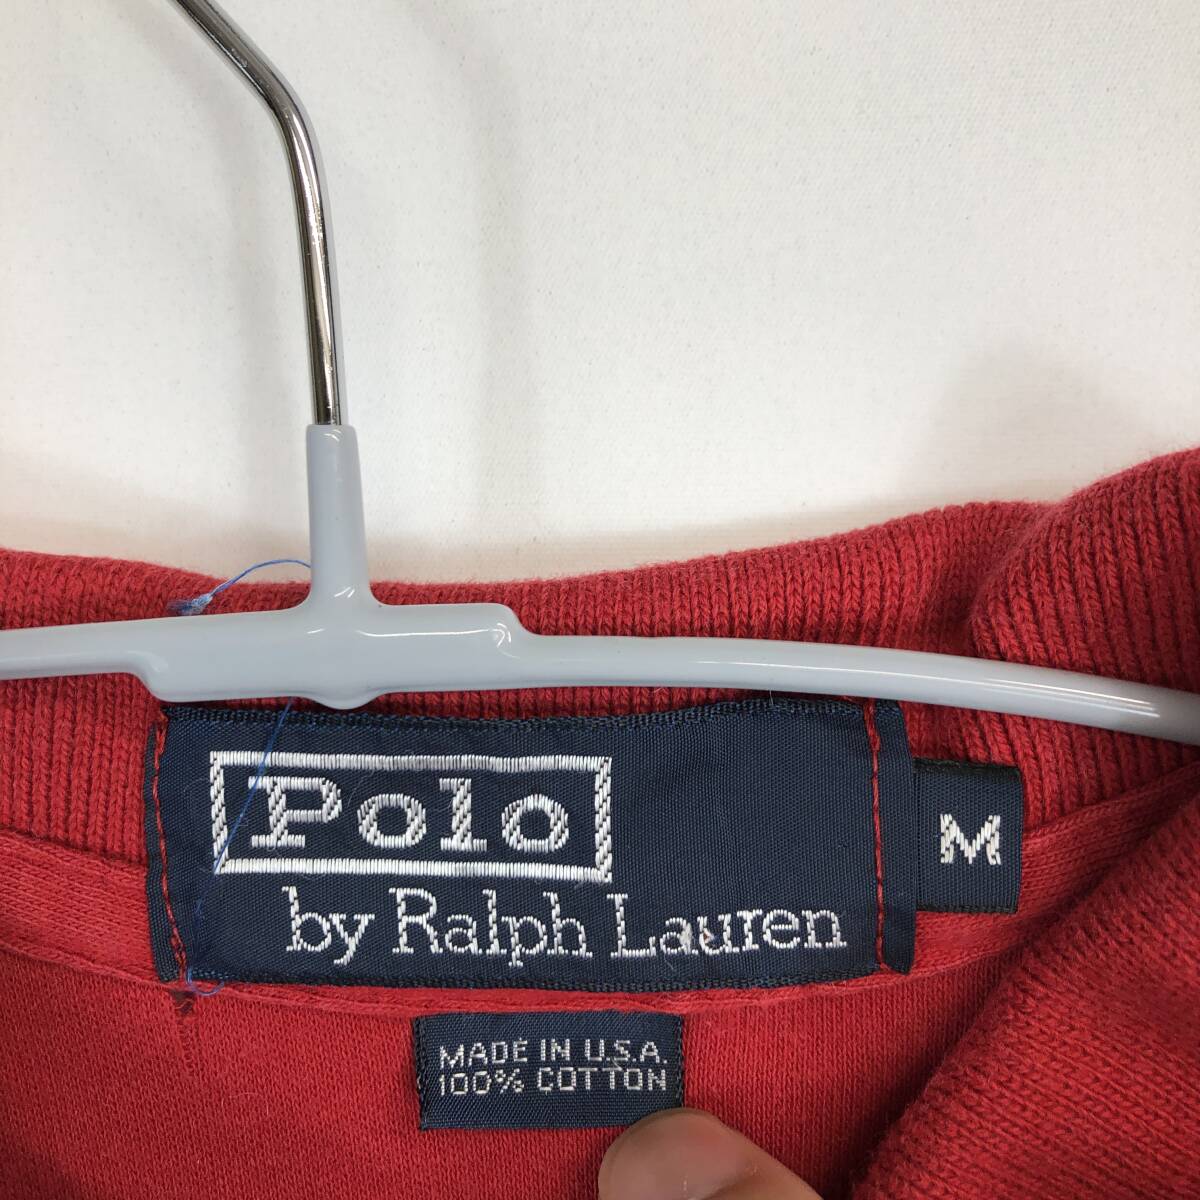 Polo
by Ralph Lauren
M
MADE IN U.S.A.
100% COTTON